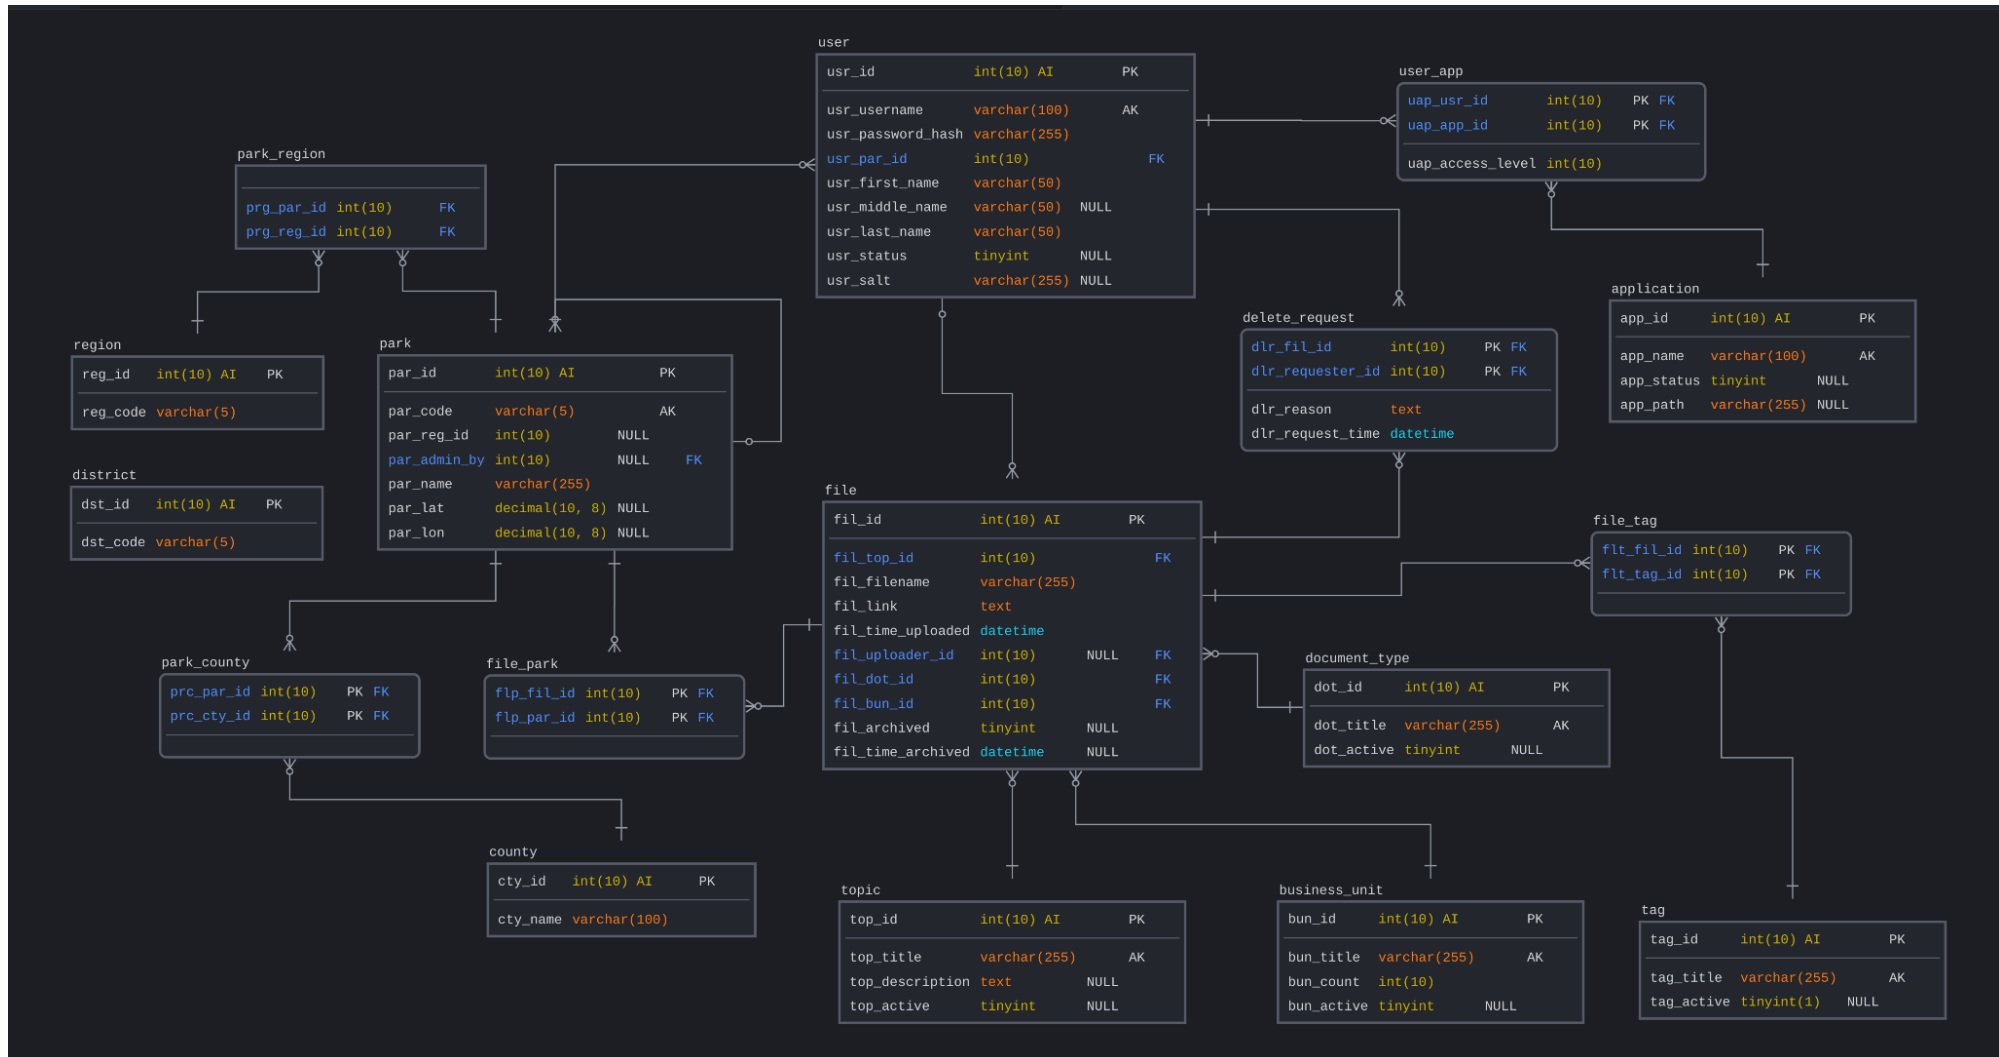 user
usr_id int(10) AI PK
usr_username varchar(100) AK
usr_password_hash varchar(255)
usr_par_id int(10) FK
usr_first_name varchar(50)
usr_middle_name varchar(50) NULL
usr_last_name varchar(50)
usr_status tinyint NULL
usr_salt varchar(255) NULL
user_app
uap_usr_id int(10) PK FK
uap_app_id int(10) PK FK
uap_access_level int(10)
park_region
prg_par_id int(10) FK
prg_reg_id int(10) FK
application
app_id int(10) AI PK
app_name varchar(100) AK
app_status tinyint NULL
app_path varchar(255) NULL
delete_request
dlr_fil_id int(10) PK FK
dlr_requester_id int(10) PK FK
dlr_reason text
dlr_request_time datetime
region
reg_id int(10) AI PK
reg_code varchar(5)
park
par_id int(10) AI PK
par_code varchar(5) AK
par_reg_id int(10) NULL
par_admin_by int(10) NULL FK
par_name varchar(255)
par_lat decimal(10, 8) NULL
par_lon decimal(10, 8) NULL
district
dst_id int(10) AI PK
dst_code varchar(5)
file
fil_id int(10) AI PK
fil_top_id int(10) FK
fil_filename varchar(255)
fil_link text
fil_time_uploaded datetime
fil_uploader_id int(10) NULL FK
fil_dot_id int(10) FK
fil_bun_id int(10) FK
fil_archived tinyint NULL
fil_time_archived datetime NULL
file_tag
flt_fil_id int(10) PK FK
flt_tag_id int(10) PK FK
park_county
prc_par_id int(10) PK FK
prc_cty_id int(10) PK FK
file_park
flp_fil_id int(10) PK FK
flp_par_id int(10) PK FK
document_type
dot_id int(10) AI PK
dot_title varchar(255) AK
dot_active tinyint NULL
county
cty_id int(10) AI PK
cty_name varchar(100)
topic
top_id int(10) AI PK
top_title varchar(255) AK
top_description text NULL
top_active tinyint NULL
business_unit
bun_id int(10) AI PK
bun_title varchar(255) AK
bun_count int(10)
bun_active tinyint NULL
tag
tag_id int(10) AI PK
tag_title varchar(255) AK
tag_active tinyint(1) NULL